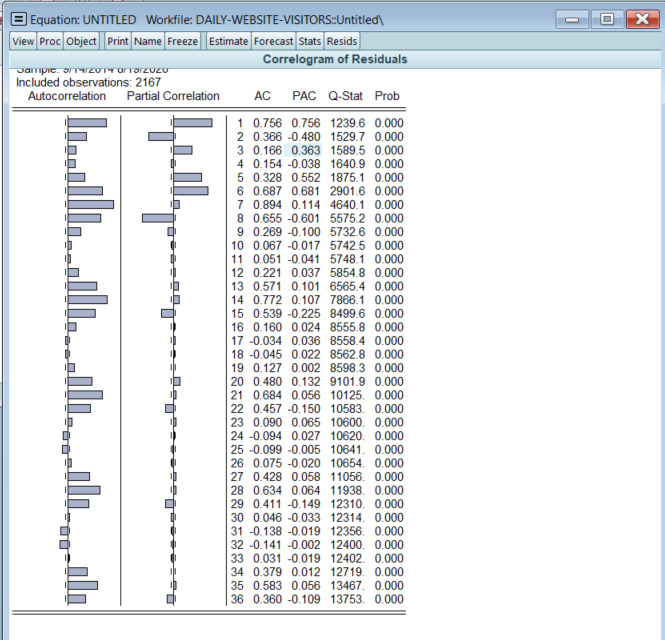 Equation: UNTITLED Workfile: DAILY-WEBSITE-VISITORS::Untitled\
View Proc Object Print Name Freeze Estimate Forecast Stats Resids
Correlogram of Residuals
Sample: 9/14/2014 8/19/2020
Included observations: 2167
Autocorrelation Partial Correlation AC PAC Q-Stat Prob
1 0.756 0.756 1239.6 0.000
2 0.366 -0.480 1529.7 0.000
3 0.166 0.363 1589.5 0.000
4 0.154 -0.038 1640.9 0.000
5 0.328 0.552 1875.1 0.000
6 0.687 0.681 2901.6 0.000
7 0.894 0.114 4640.1 0.000
8 0.655 -0.601 5575.2 0.000
9 0.269 -0.100 5732.6 0.000
10 0.067 -0.017 5742.5 0.000
11 0.051 -0.041 5748.1 0.000
12 0.221 0.037 5854.8 0.000
13 0.571 0.101 6565.4 0.000
14 0.772 0.107 7866.1 0.000
15 0.539 -0.225 8499.6 0.000
16 0.160 0.024 8555.8 0.000
17 -0.034 0.036 8558.4 0.000
18 -0.045 0.022 8562.8 0.000
19 0.127 0.002 8598.3 0.000
20 0.480 0.132 9101.9 0.000
21 0.684 0.056 10125. 0.000
22 0.457 -0.150 10583. 0.000
23 0.090 0.065 10600. 0.000
24 -0.094 0.027 10620. 0.000
25 -0.099 -0.005 10641. 0.000
26 0.075 -0.020 10654. 0.000
27 0.428 0.058 11056. 0.000
28 0.634 0.064 11938. 0.000
29 0.411 -0.149 12310. 0.000
30 0.046 -0.033 12314. 0.000
31 -0.138 -0.019 12356. 0.000
32 -0.141 -0.002 12400. 0.000
33 0.031 -0.019 12402. 0.000
34 0.379 0.012 12719. 0.000
35 0.583 0.056 13467. 0.000
36 0.360 -0.109 13753. 0.000